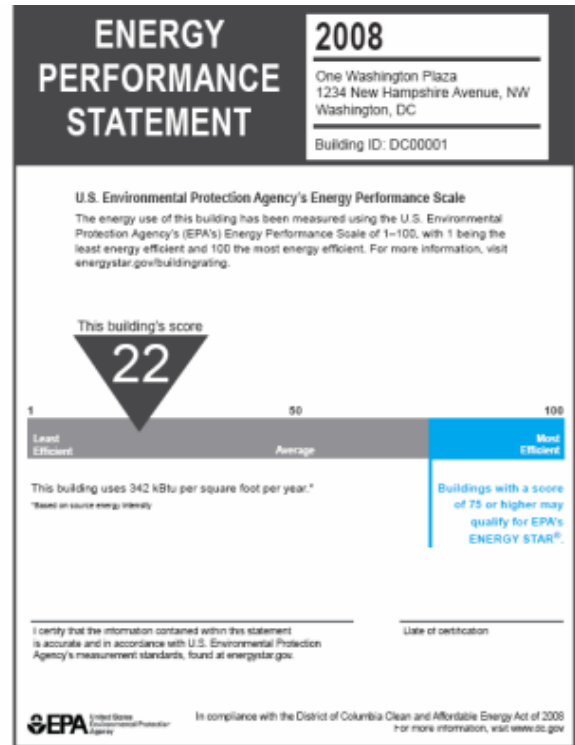 ENERGY
PERFORMANCE
STATEMENT
2008
One Washington Plaza
1234 New Hampshire Avenue, NW
Washington, DC
Building ID: DC00001
U.S. Environmental Protection Agency's Energy Performance Scale
The energy use of this building has been measured using the U.S. Environmental
Protection Agency's (EPA's) Energy Performance Scale of 1–100, with 1 being the
least energy efficient and 100 the most energy efficient. For more information, visit
energystar.gov/buildingrating.
This building's score
22
1 50 100
Least
Efficient
Average
Most
Efficient
This building uses 342 kBtu per square foot per year.*
*Based on source energy intensity
Buildings with a score
of 75 or higher may
qualify for EPA's
ENERGY STAR®.
I certify that the information contained within this statement
is accurate and in accordance with U.S. Environmental Protection
Agency's measurement standards, found at energystar.gov.
Date of certification
EPA
United States
Environmental Protection
Agency
In compliance with the District of Columbia Clean and Affordable Energy Act of 2008
For more information, visit www.dc.gov